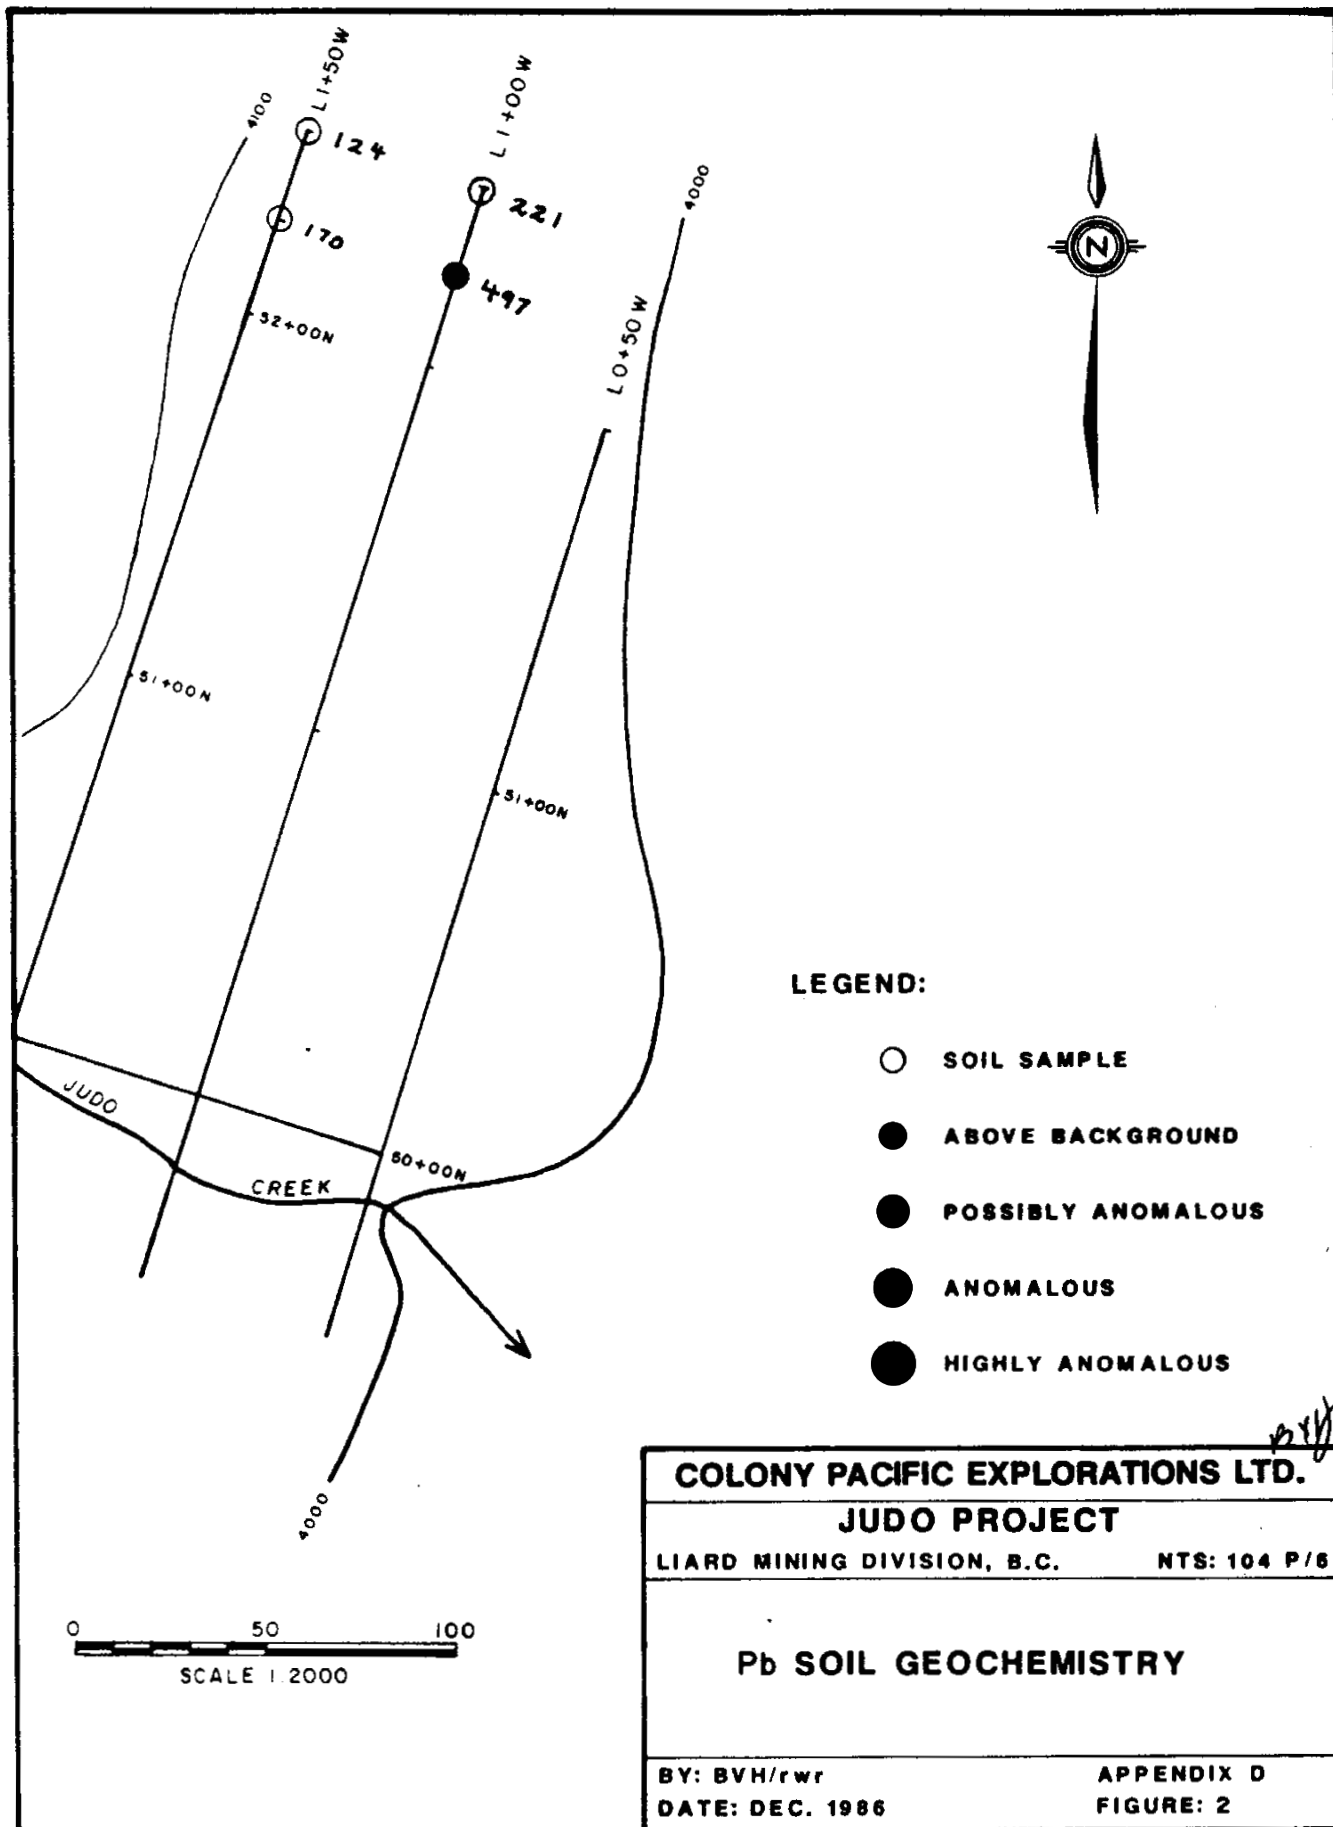 L1+50W
L1+00W
4100
124
4000
221
170
497
L0+50W
52+00N
N
51+00N
51+00N
LEGEND:
SOIL SAMPLE
JUDO
ABOVE BACKGROUND
50+00N
CREEK
POSSIBLY ANOMALOUS
ANOMALOUS
HIGHLY ANOMALOUS
COLONY PACIFIC EXPLORATIONS LTD.
4000
JUDO PROJECT
LIARD MINING DIVISION, B.C. NTS: 104 P/6
0 50 100
SCALE 1:2000
Pb SOIL GEOCHEMISTRY
BY: BVH/rwr APPENDIX D
DATE: DEC. 1986 FIGURE: 2